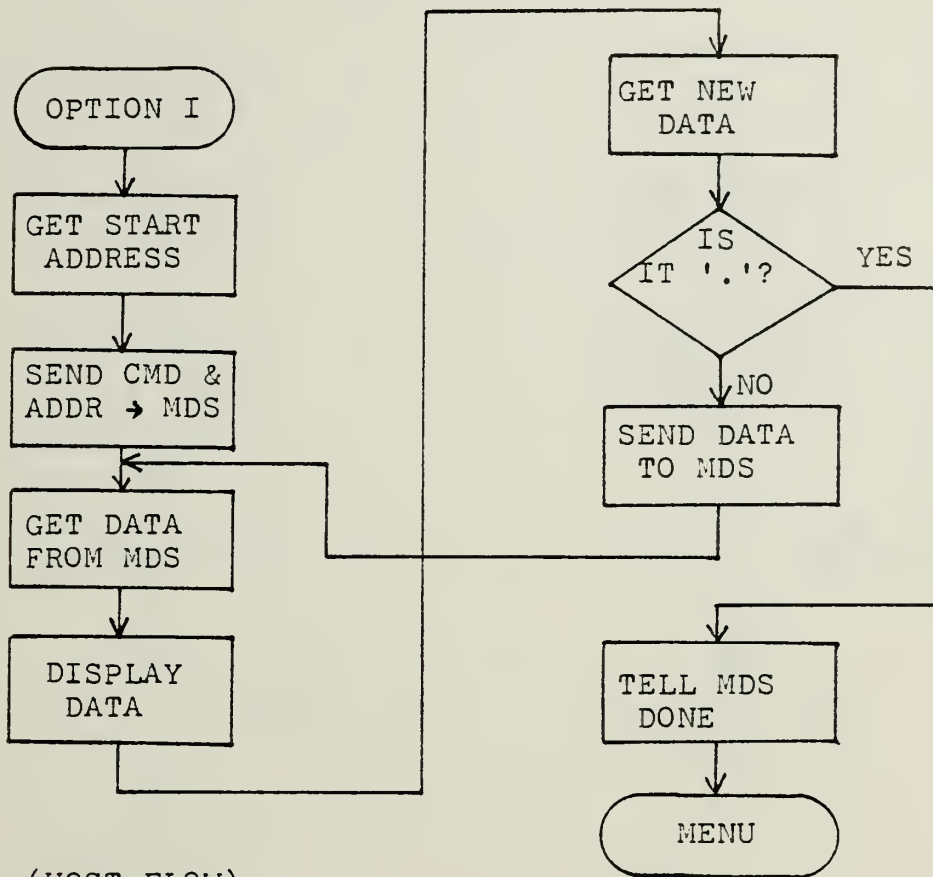 OPTION I
GET START
ADDRESS
SEND CMD &
ADDR → MDS
GET DATA
FROM MDS
DISPLAY
DATA
GET NEW
DATA
IS
IT '.'?
YES
NO
SEND DATA
TO MDS
TELL MDS
DONE
MENU
(HOST FLOW)